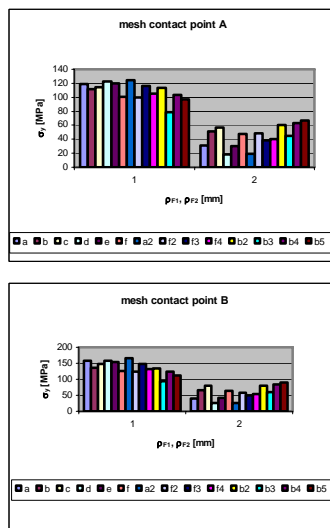 mesh contact point A
140
120
100
80
60
40
20
0
σy [MPa]
1 2
ρF1, ρF2 [mm]
a b c d e f a2 f2 f3 f4 b2 b3 b4 b5
mesh contact point B
200
150
100
50
0
σy [MPa]
1 2
ρF1, ρF2 [mm]
a b c d e f a2 f2 f3 f4 b2 b3 b4 b5